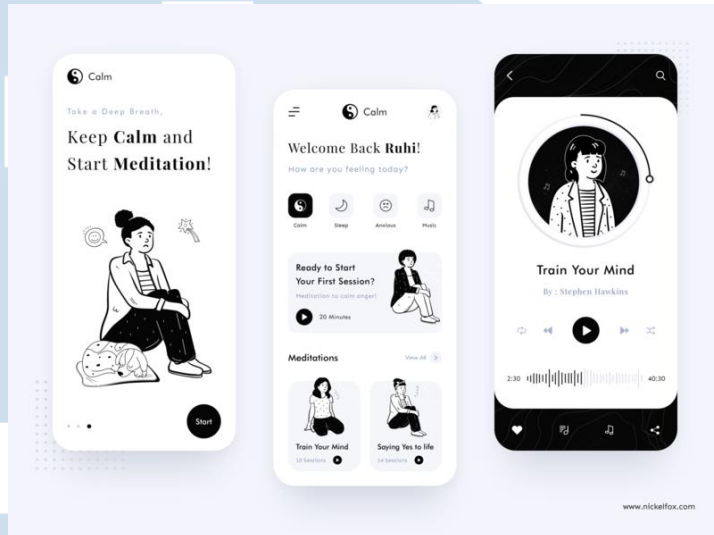 Calm
Take a Deep Breath,
Keep Calm and
Start Meditation!
Start
Calm
Welcome Back Ruhi!
How are you feeling today?
Calm
Sleep
Anxious
Music
Ready to Start
Your First Session?
Meditation to calm anger!
20 Minutes
Meditations
View All
Train Your Mind
10 Sessions
Saying Yes to life
14 Sessions
Train Your Mind
By : Stephen Hawkins
2:30
40:30
www.nickelfox.com